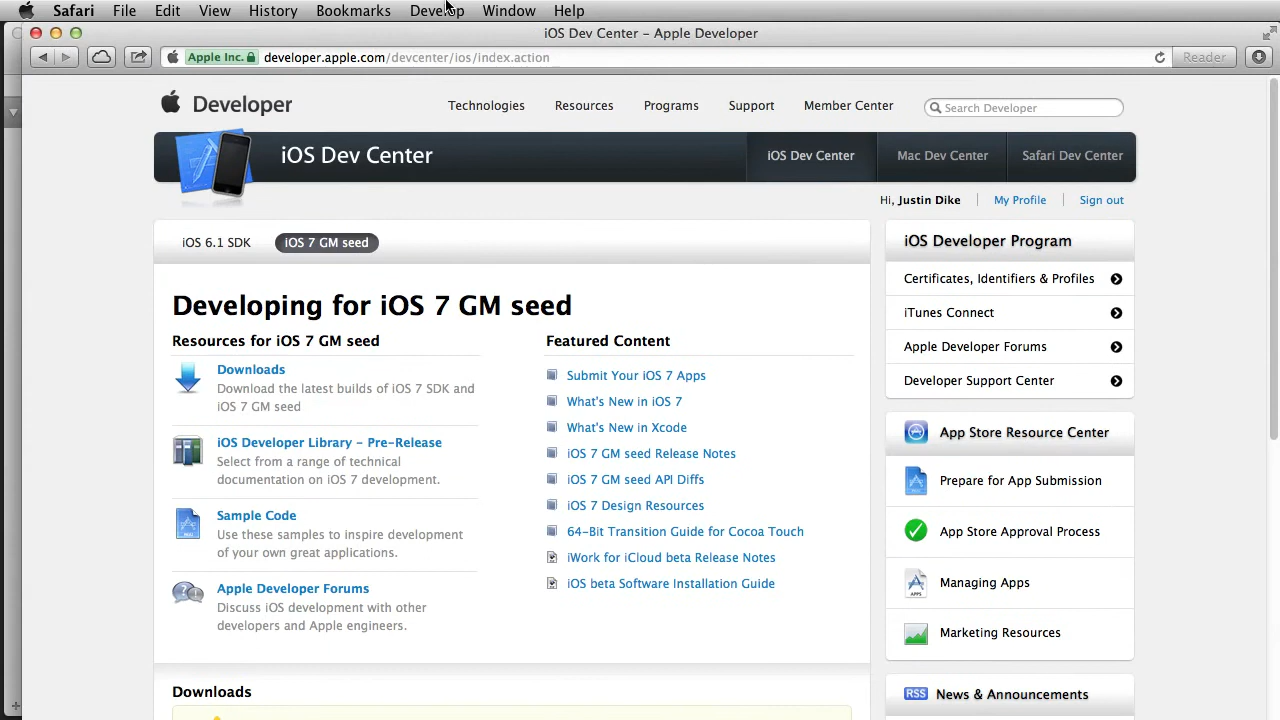 Safari File Edit View History Bookmarks Develop Window Help
iOS Dev Center – Apple Developer
Apple Inc. developer.apple.com/devcenter/ios/index.action Reader
Developer Technologies Resources Programs Support Member Center Search Developer
iOS Dev Center iOS Dev Center Mac Dev Center Safari Dev Center
Hi, Justin Dike My Profile Sign out
iOS 6.1 SDK iOS 7 GM seed
Developing for iOS 7 GM seed
Resources for iOS 7 GM seed
Downloads
Download the latest builds of iOS 7 SDK and
iOS 7 GM seed
iOS Developer Library – Pre-Release
Select from a range of technical
documentation on iOS 7 development.
Sample Code
Use these samples to inspire development
of your own great applications.
Apple Developer Forums
Discuss iOS development with other
developers and Apple engineers.
Featured Content
Submit Your iOS 7 Apps
What's New in iOS 7
What's New in Xcode
iOS 7 GM seed Release Notes
iOS 7 GM seed API Diffs
iOS 7 Design Resources
64-Bit Transition Guide for Cocoa Touch
iWork for iCloud beta Release Notes
iOS beta Software Installation Guide
Downloads
iOS Developer Program
Certificates, Identifiers & Profiles
iTunes Connect
Apple Developer Forums
Developer Support Center
App Store Resource Center
Prepare for App Submission
App Store Approval Process
APPS
Managing Apps
Marketing Resources
RSS News & Announcements